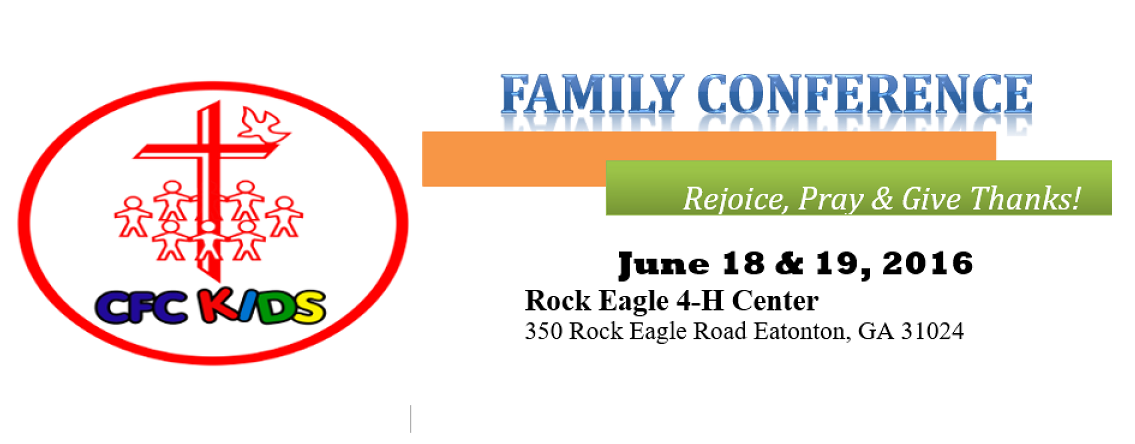 CFC KIDS
FAMILY CONFERENCE
Rejoice, Pray & Give Thanks!
June 18 & 19, 2016
Rock Eagle 4-H Center
350 Rock Eagle Road Eatonton, GA 31024